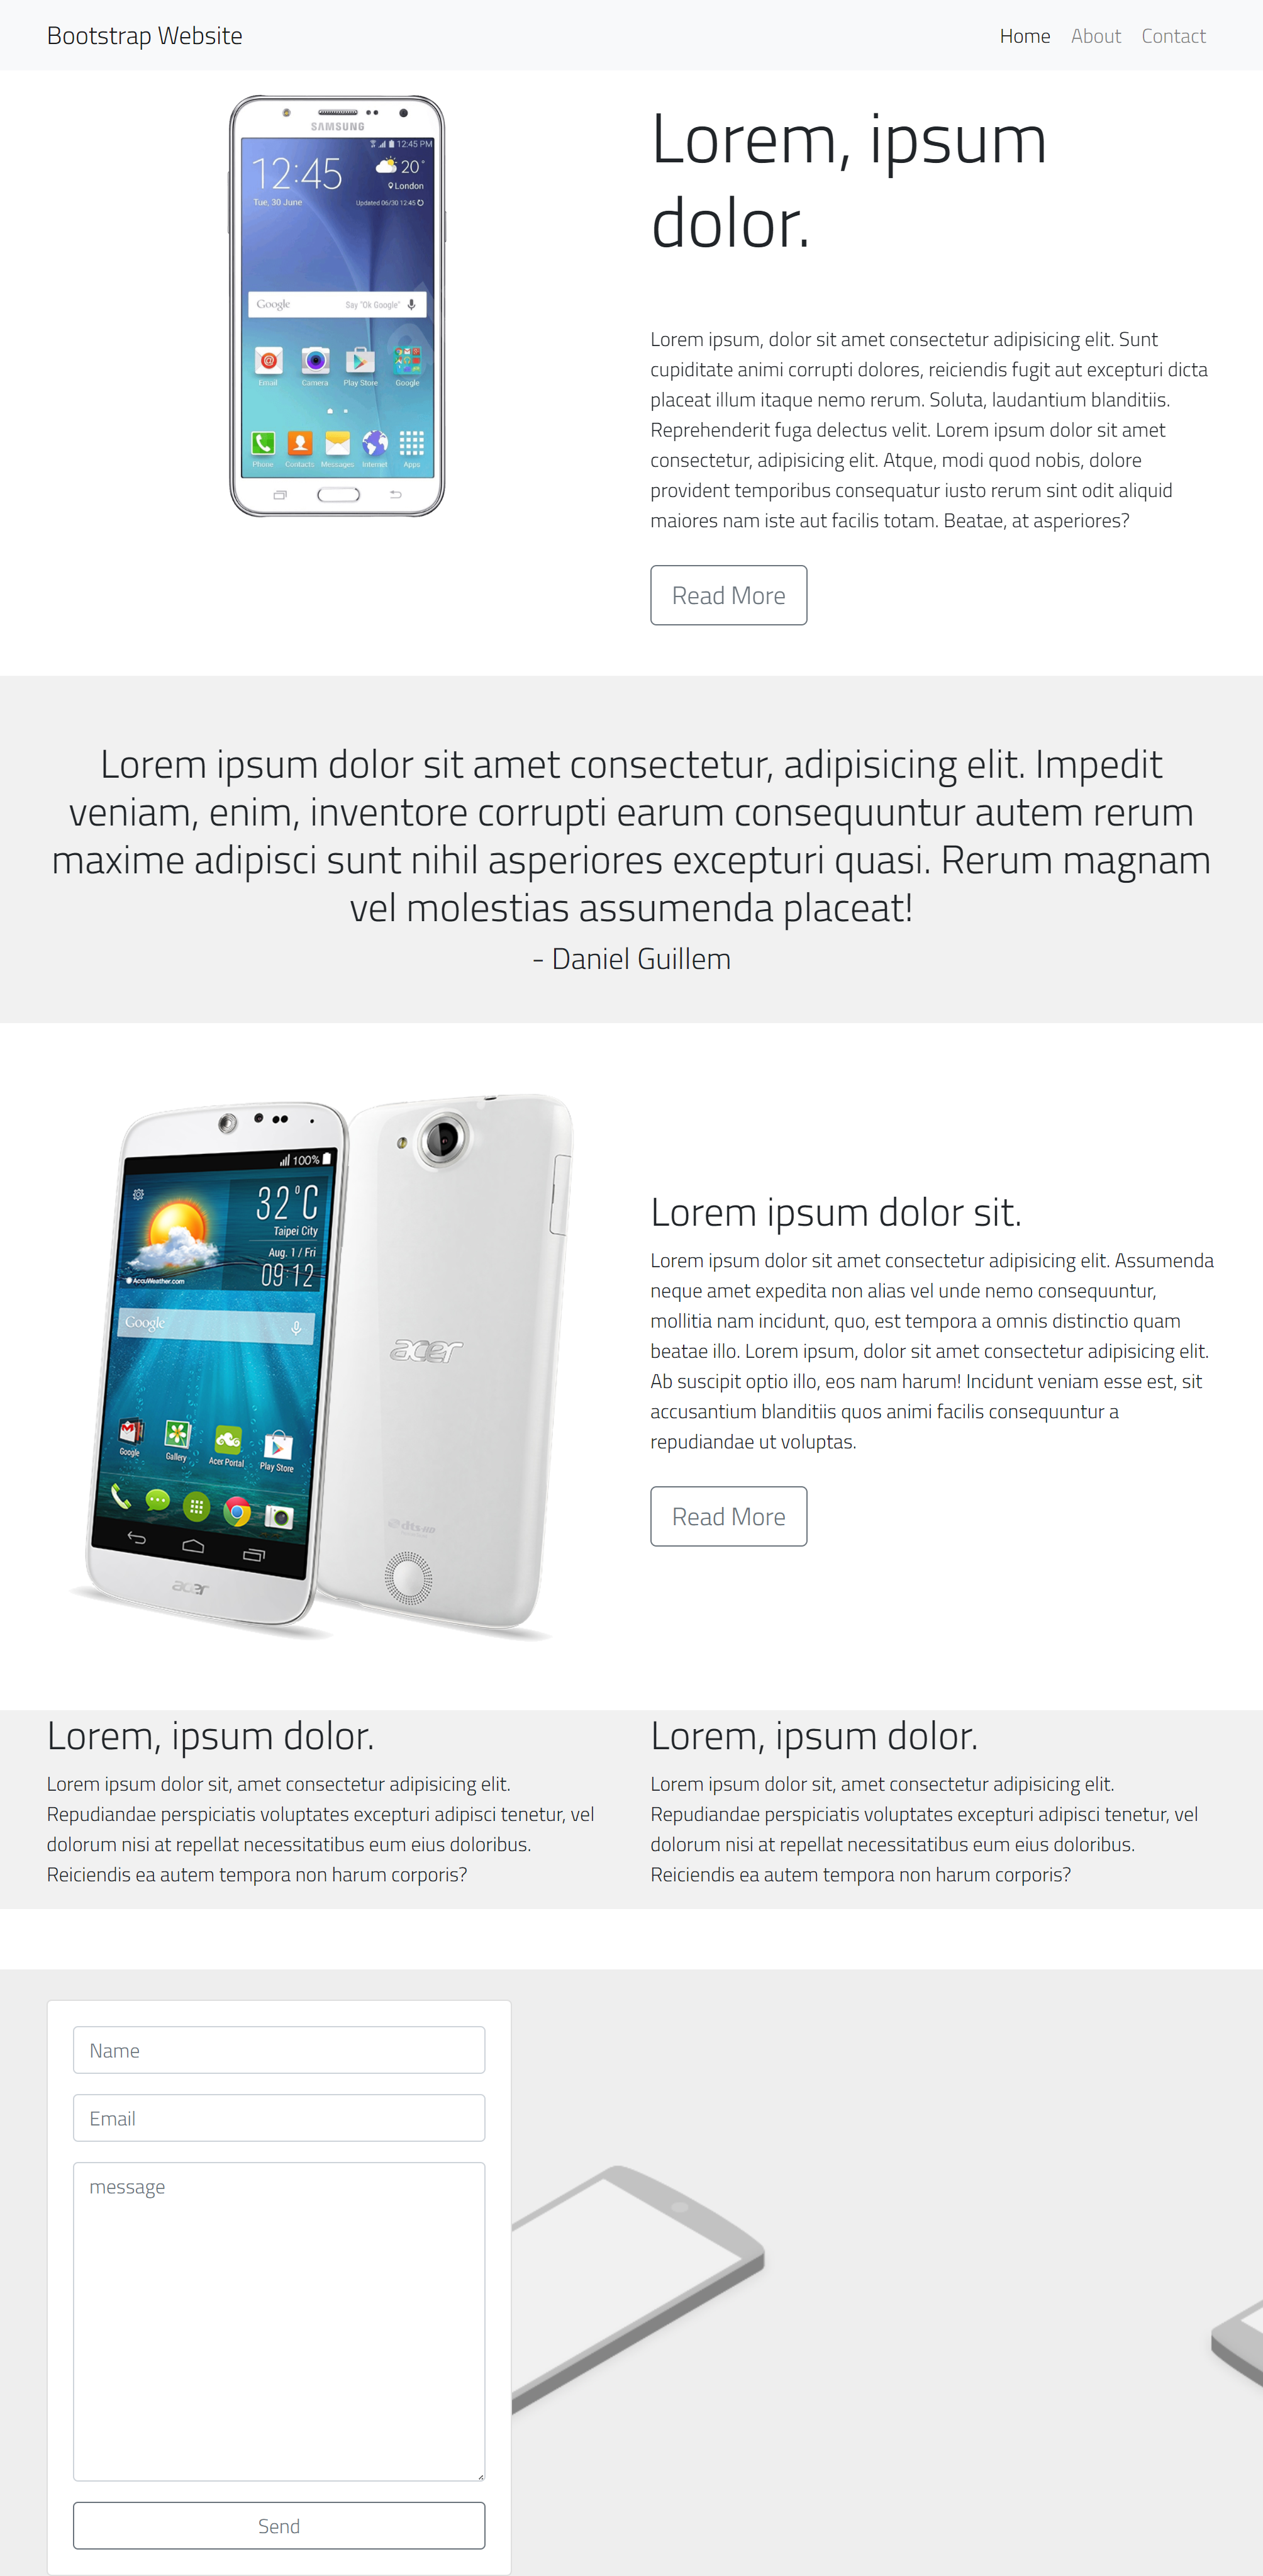 Bootstrap Website
Home About Contact
SAMSUNG
12:45 PM
12:45
20°
London
Tue, 30 June
Updated 06/30 12:45
Google
Say "Ok Google"
Email Camera Play Store Google
Phone Contacts Messages Internet Apps
Lorem, ipsum
dolor.
Lorem ipsum, dolor sit amet consectetur adipisicing elit. Sunt
cupiditate animi corrupti dolores, reiciendis fugit aut excepturi dicta
placeat illum itaque nemo rerum. Soluta, laudantium blanditiis.
Reprehenderit fuga delectus velit. Lorem ipsum dolor sit amet
consectetur, adipisicing elit. Atque, modi quod nobis, dolore
provident temporibus consequatur iusto rerum sint odit aliquid
maiores nam iste aut facilis totam. Beatae, at asperiores?
Read More
Lorem ipsum dolor sit amet consectetur, adipisicing elit. Impedit
veniam, enim, inventore corrupti earum consequuntur autem rerum
maxime adipisci sunt nihil asperiores excepturi quasi. Rerum magnam
vel molestias assumenda placeat!
- Daniel Guillem
100%
32°C
Taipei City
Aug. 1 / Fri
09:12
AccuWeather.com
Google
Google Gallery Acer Portal Play Store
acer
acer
dts
Lorem ipsum dolor sit.
Lorem ipsum dolor sit amet consectetur adipisicing elit. Assumenda
neque amet expedita non alias vel unde nemo consequuntur,
mollitia nam incidunt, quo, est tempora a omnis distinctio quam
beatae illo. Lorem ipsum, dolor sit amet consectetur adipisicing elit.
Ab suscipit optio illo, eos nam harum! Incidunt veniam esse est, sit
accusantium blanditiis quos animi facilis consequuntur a
repudiandae ut voluptas.
Read More
Lorem, ipsum dolor.
Lorem ipsum dolor sit, amet consectetur adipisicing elit.
Repudiandae perspiciatis voluptates excepturi adipisci tenetur, vel
dolorum nisi at repellat necessitatibus eum eius doloribus.
Reiciendis ea autem tempora non harum corporis?
Lorem, ipsum dolor.
Lorem ipsum dolor sit, amet consectetur adipisicing elit.
Repudiandae perspiciatis voluptates excepturi adipisci tenetur, vel
dolorum nisi at repellat necessitatibus eum eius doloribus.
Reiciendis ea autem tempora non harum corporis?
Name
Email
message
Send